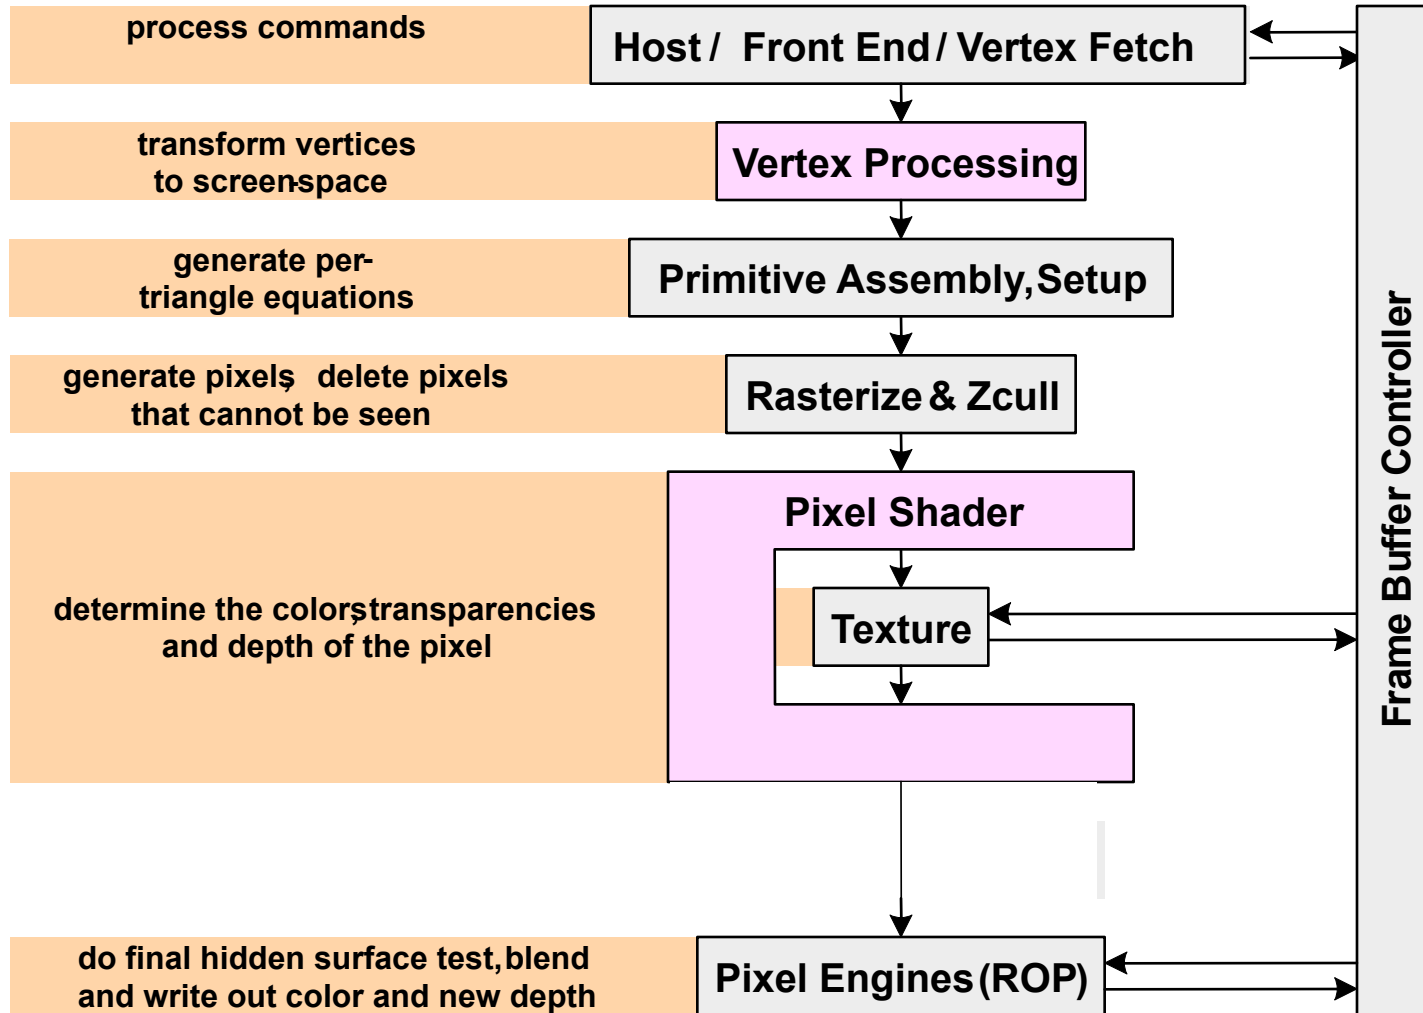 process commands
Host / Front End / Vertex Fetch
transform vertices
to screen-space
Vertex Processing
generate per-
triangle equations
Primitive Assembly, Setup
generate pixels, delete pixels
that cannot be seen
Rasterize & Zcull
Pixel Shader
determine the colors, transparencies
and depth of the pixel
Texture
Frame Buffer Controller
do final hidden surface test, blend
and write out color and new depth
Pixel Engines (ROP)